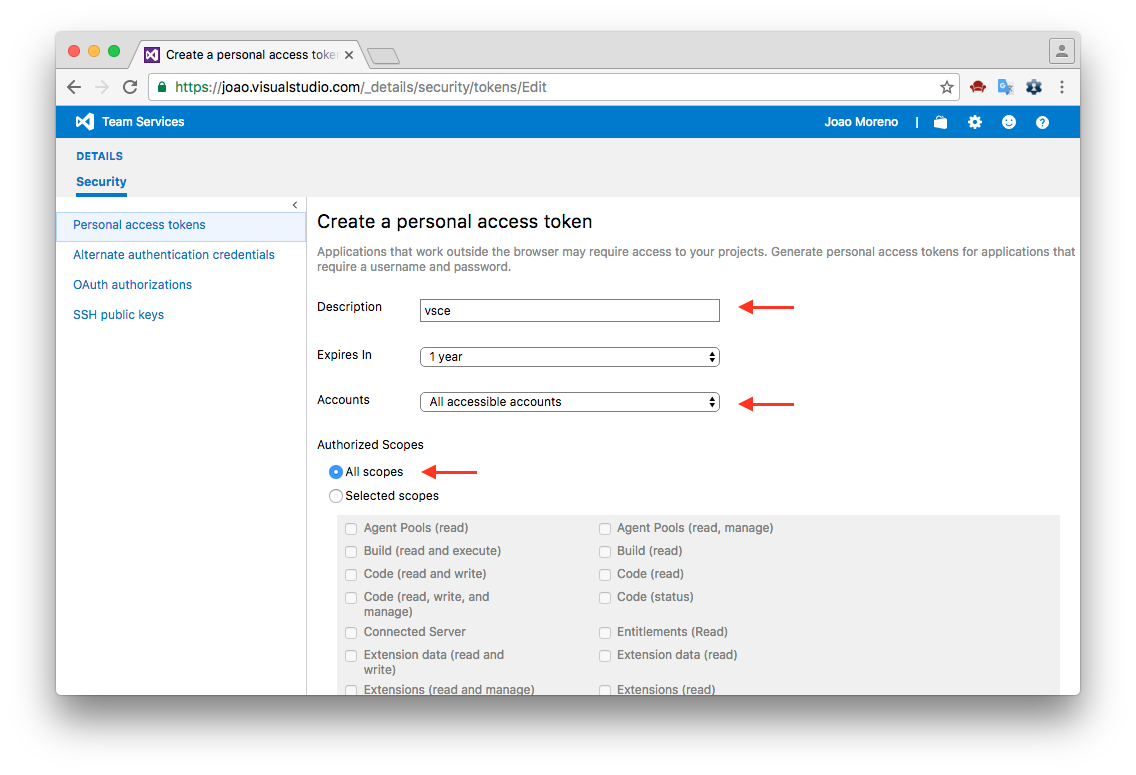 Create a personal access toke
https://joao.visualstudio.com/_details/security/tokens/Edit
Team Services
Joao Moreno |
DETAILS
Security
Personal access tokens
Alternate authentication credentials
OAuth authorizations
SSH public keys
Create a personal access token
Applications that work outside the browser may require access to your projects. Generate personal access tokens for applications that
require a username and password.
Description
vsce
Expires In
1 year
Accounts
All accessible accounts
Authorized Scopes
All scopes
Selected scopes
Agent Pools (read)
Agent Pools (read, manage)
Build (read and execute)
Build (read)
Code (read and write)
Code (read)
Code (read, write, and
manage)
Code (status)
Connected Server
Entitlements (Read)
Extension data (read and
write)
Extension data (read)
Extensions (read and manage)
Extensions (read)